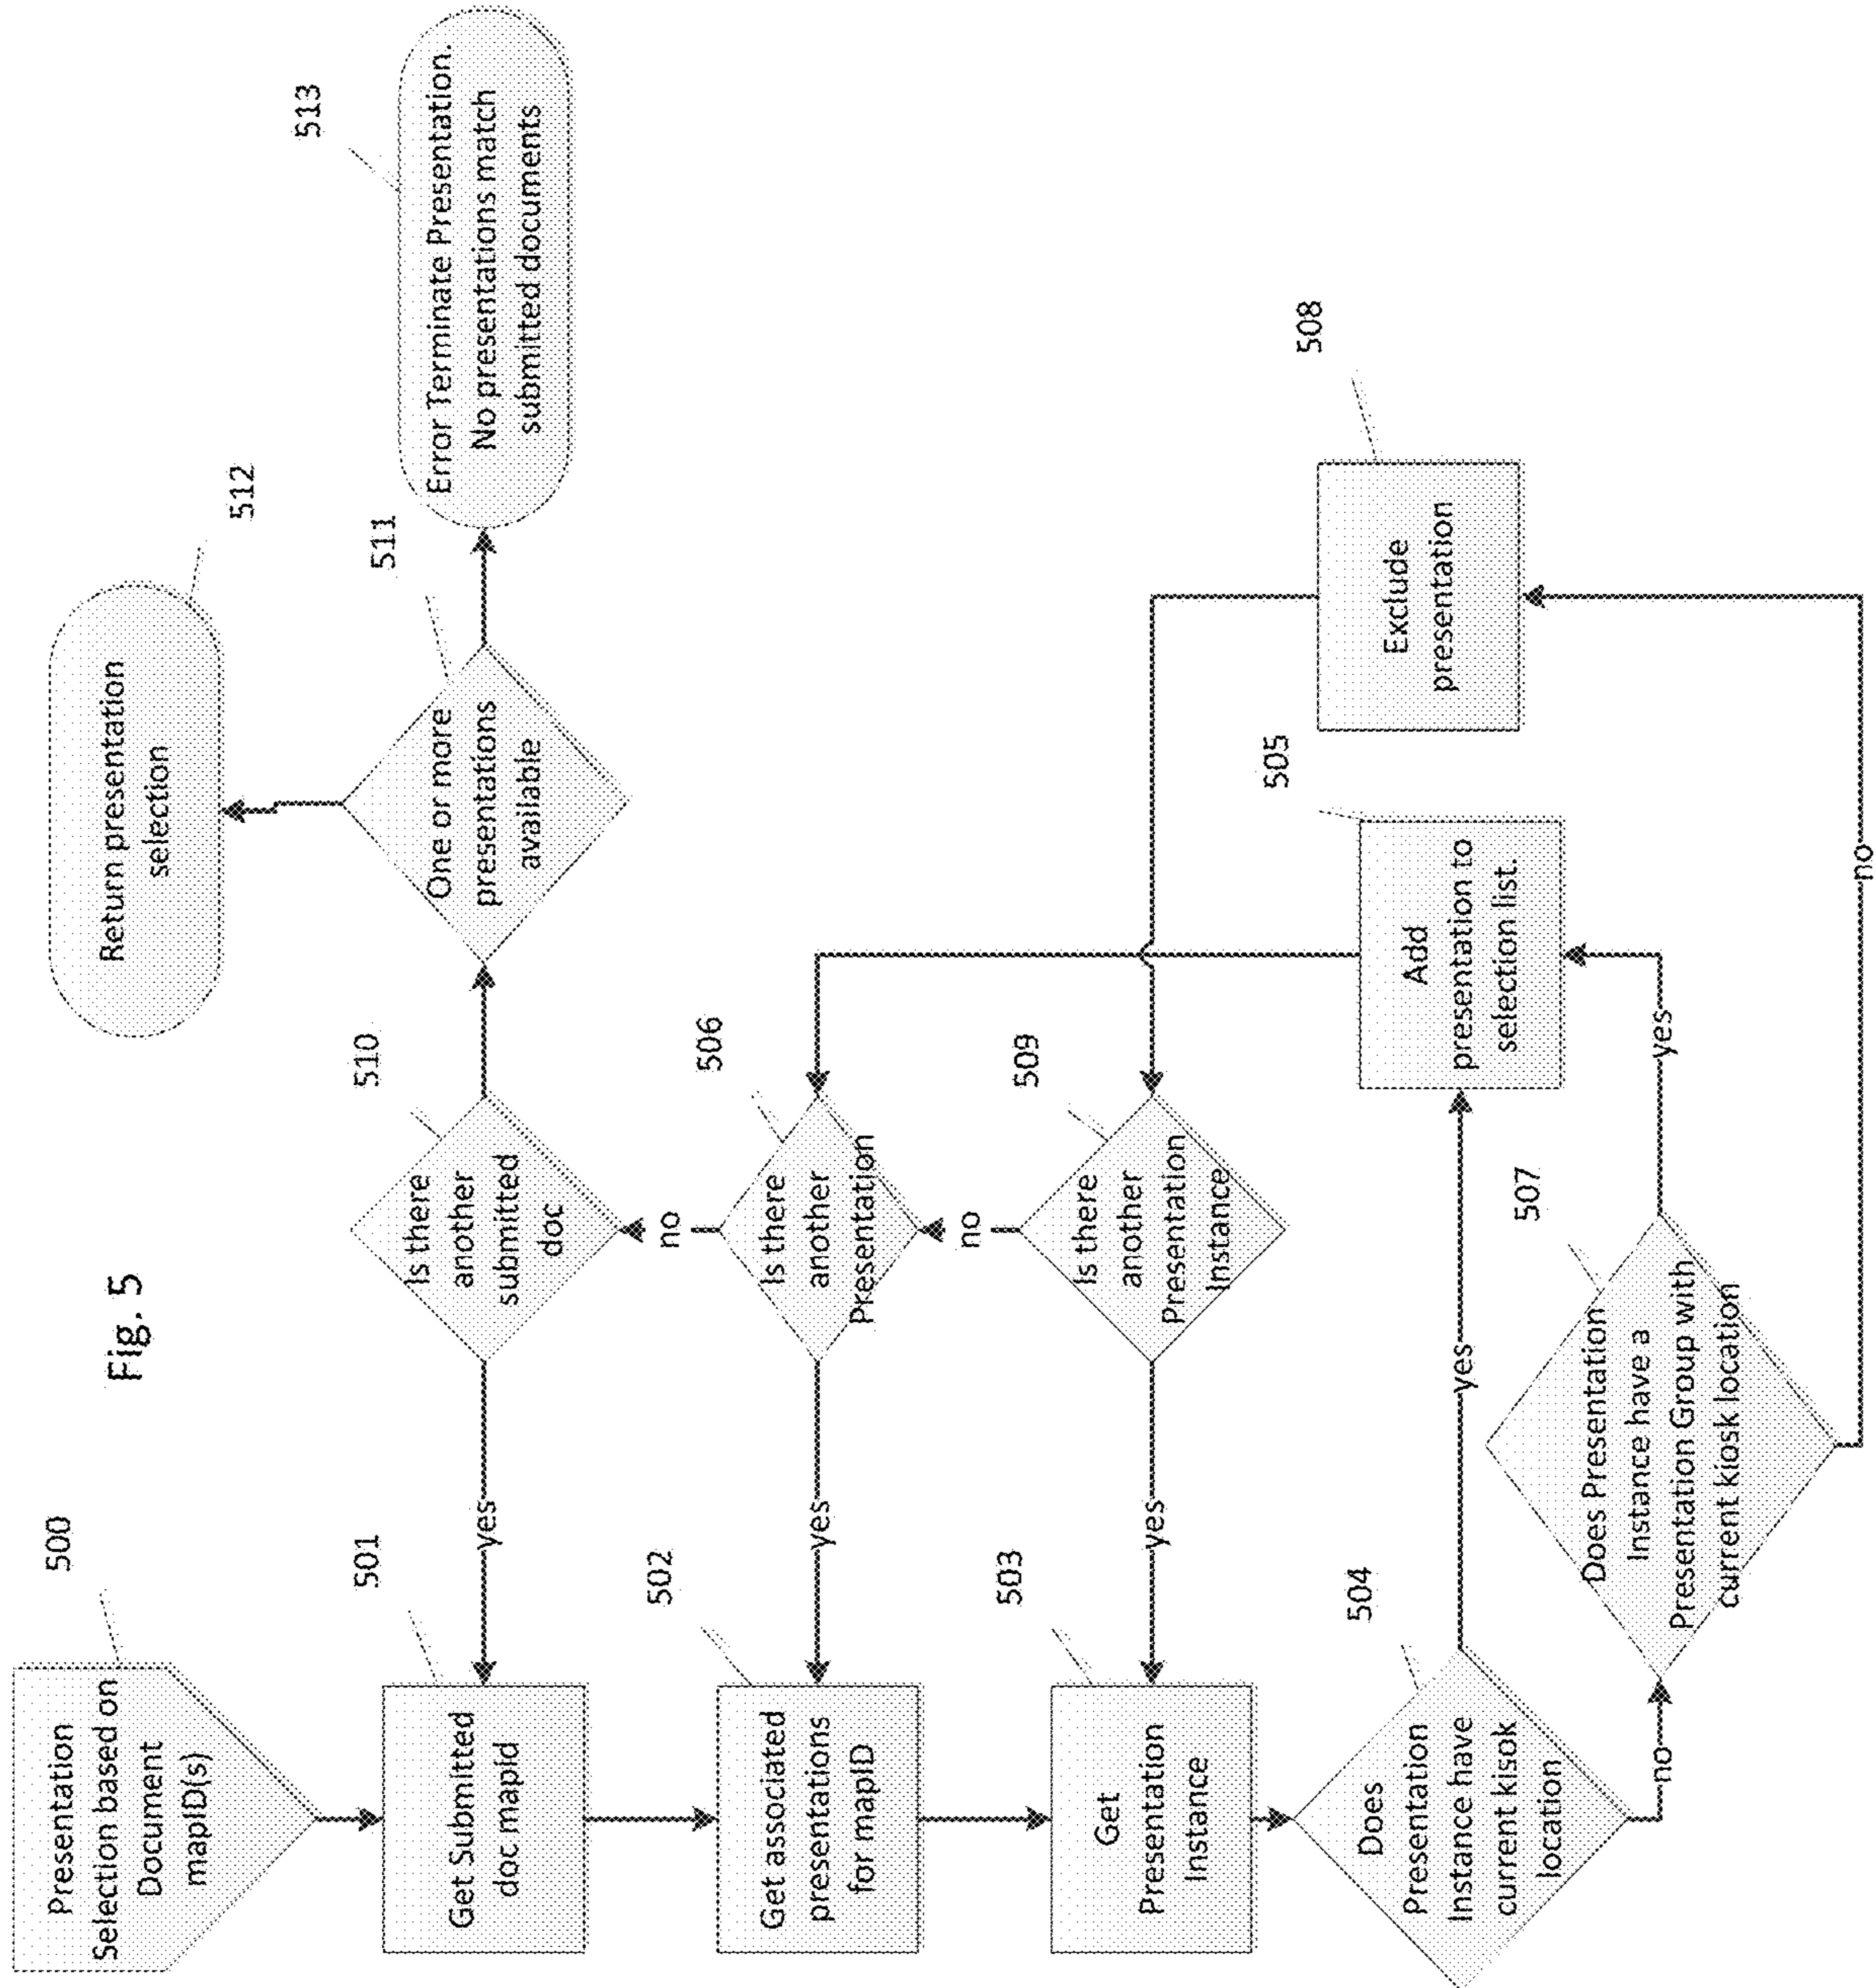 Fig. 5
500
Presentation
Selection based on
Document
mapID(s)
501
Get Submitted
doc mapId
yes
510
Is there
another
submitted
doc
511
One or more
presentations
available
512
Return presentation
selection
513
Error Terminate Presentation.
No presentations match
submitted documents
502
Get associated
presentations
for mapID
yes
506
Is there
another
Presentation
no
503
Get
Presentation
Instance
yes
509
Is there
another
Presentation
Instance
no
504
Does
Presentation
Instance have
current kisok
location
yes
505
Add
presentation to
selection list.
508
Exclude
presentation
no
507
Does Presentation
Instance have a
Presentation Group with
current kiosk location
yes
no